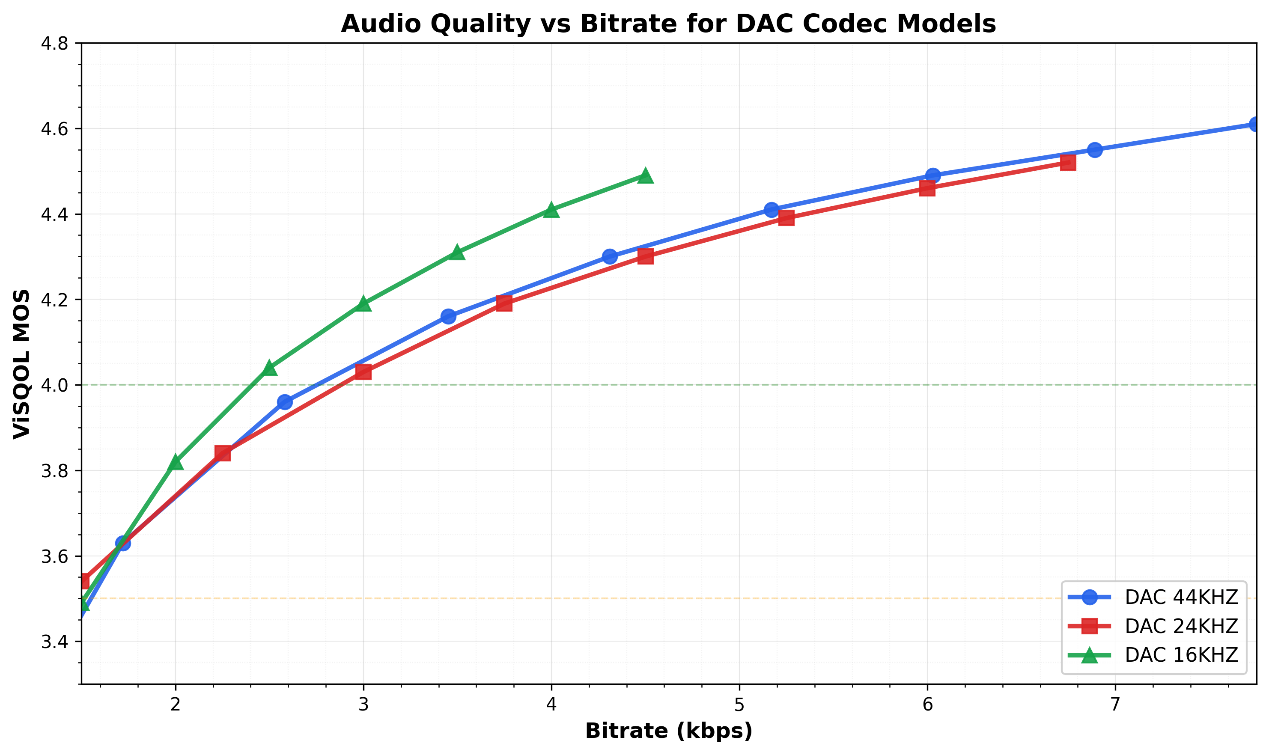 Audio Quality vs Bitrate for DAC Codec Models
ViSQOL MOS
4.8
4.6
4.4
4.2
4.0
3.8
3.6
3.4
DAC 44KHZ
DAC 24KHZ
DAC 16KHZ
2 3 4 5 6 7
Bitrate (kbps)